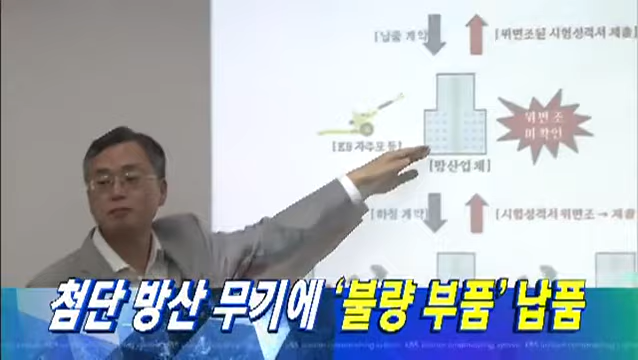 [납품 계약]
[위변조된 시험성적서 제출]
위변조
미확인
[K9 자주포 등]
[방산업체]
[하청 계약]
[시험성적서 위변조 → 제출]
첨단 방산 무기에 '불량 부품' 납품